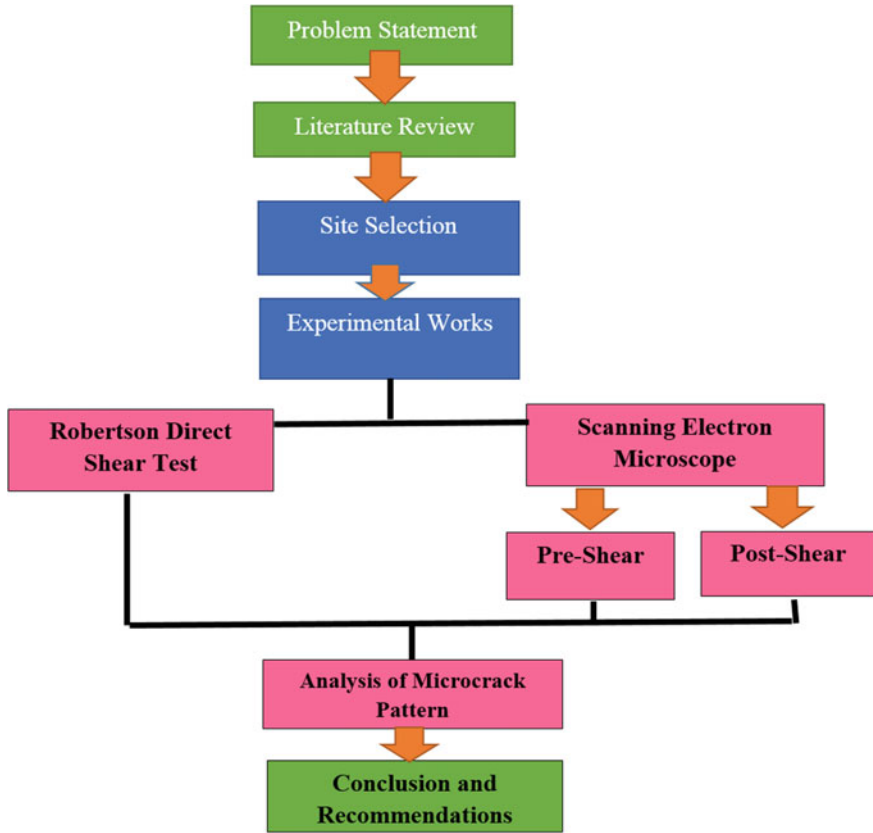 Problem Statement
Literature Review
Site Selection
Experimental Works
Robertson Direct
Shear Test
Scanning Electron
Microscope
Pre-Shear
Post-Shear
Analysis of Microcrack
Pattern
Conclusion and
Recommendations